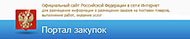 Официальный сайт Российской Федерации в сети Интернет
для размещения информации о размещении заказов на поставки товаров,
выполнение работ, оказание услуг
Портал закупок